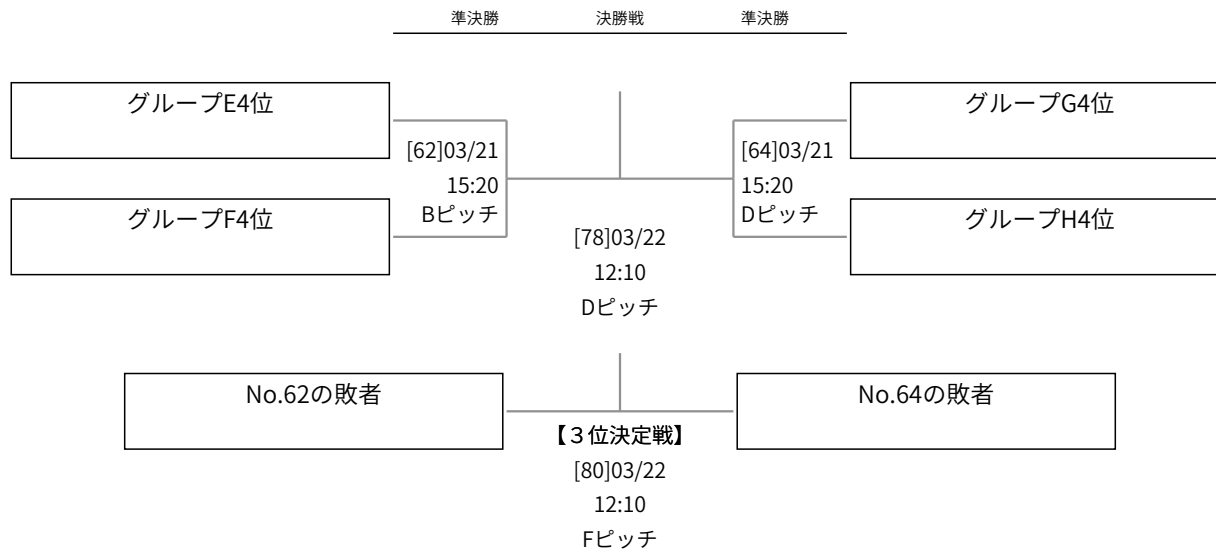 準決勝
決勝戦
準決勝
グループE4位
グループG4位
[62]03/21
15:20
Bピッチ
[64]03/21
15:20
Dピッチ
グループF4位
グループH4位
[78]03/22
12:10
Dピッチ
No.62の敗者
No.64の敗者
【３位決定戦】
[80]03/22
12:10
Fピッチ